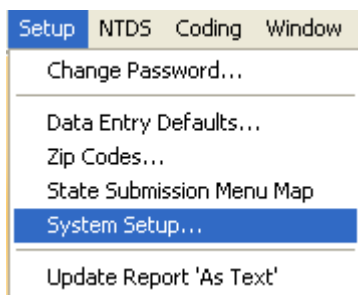 Setup NTDS Coding Window
Change Password...
Data Entry Defaults...
Zip Codes...
State Submission Menu Map
System Setup...
Update Report 'As Text'